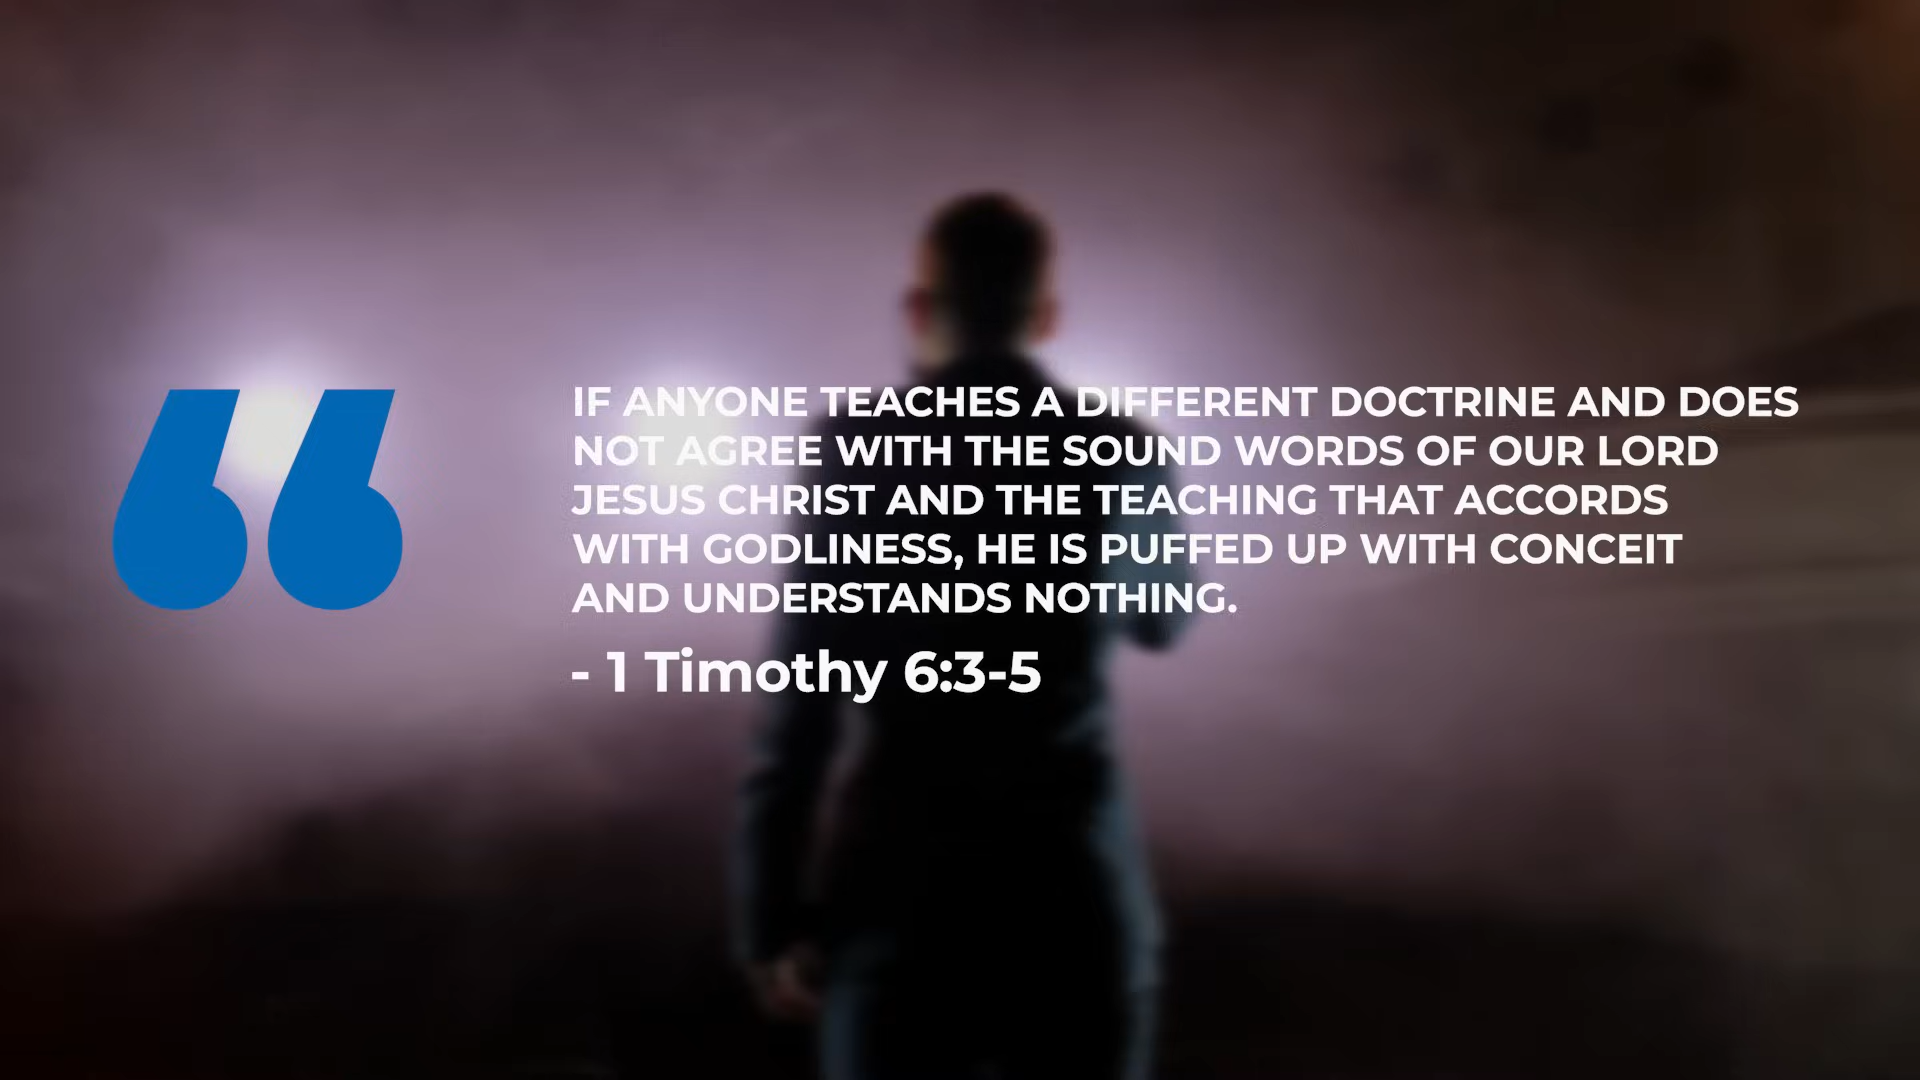 IF ANYONE TEACHES A DIFFERENT DOCTRINE AND DOES
NOT AGREE WITH THE SOUND WORDS OF OUR LORD
JESUS CHRIST AND THE TEACHING THAT ACCORDS
WITH GODLINESS, HE IS PUFFED UP WITH CONCEIT
AND UNDERSTANDS NOTHING.
- 1 Timothy 6:3-5